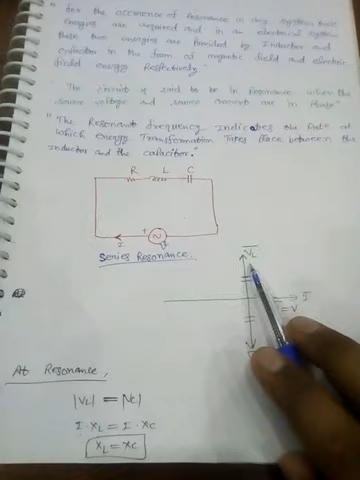 " for the occurrence of Resonance in any system two
energies are required and in an electrical system
these two energies are provided by Inductor and
capacitor in the form of magnetic field and electric
field energy Respectively."
" The circuit is said to be in Resonance when the
source voltage and source current are in phase"
" The Resonant frequency indicates the Rate at
which energy Transformation Takes place between the
Inductor and the capacitor."
R L C
+
I V
Series Resonance.
VL
I
= V
At Resonance,
|VL| = |VC|
I · XL = I · XC
XL = XC